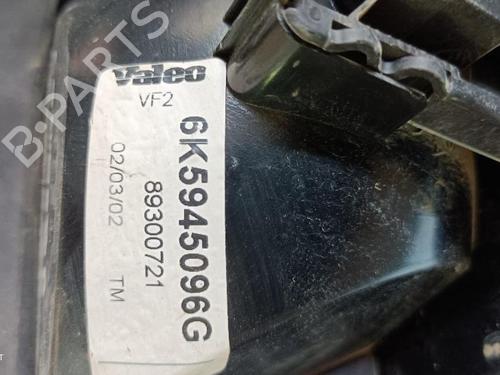 B-PARTS
Valeo
VF2
6K5945096G
89300721
02/03/02 TM